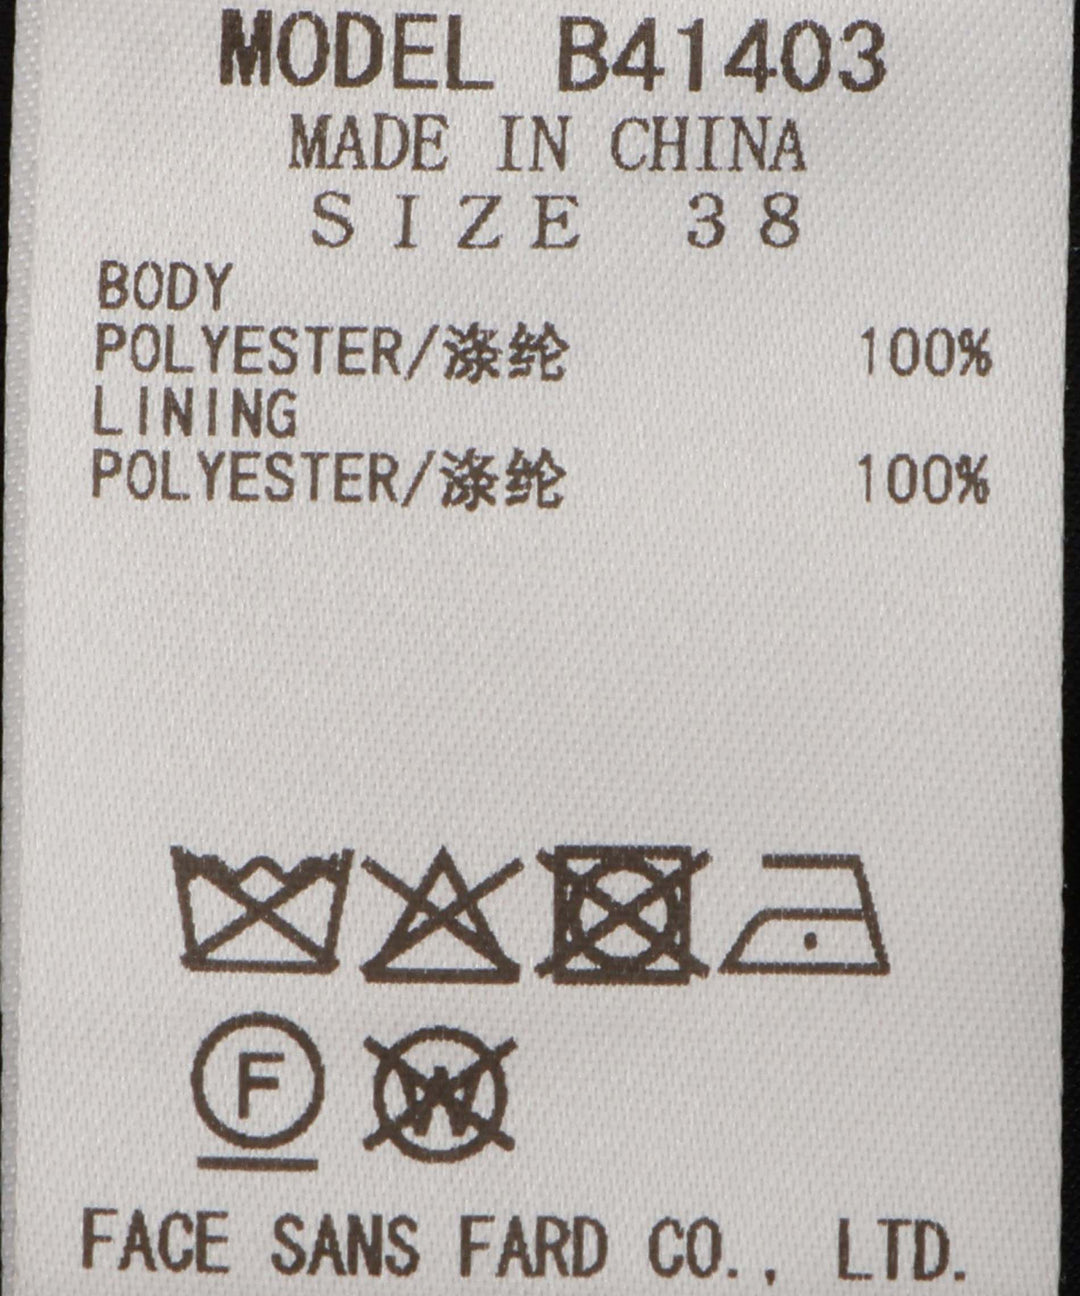 MODEL B41403
MADE IN CHINA
SIZE 38
BODY
POLYESTER/涤纶 100%
LINING
POLYESTER/涤纶 100%
F W
FACE SANS FARD CO., LTD.